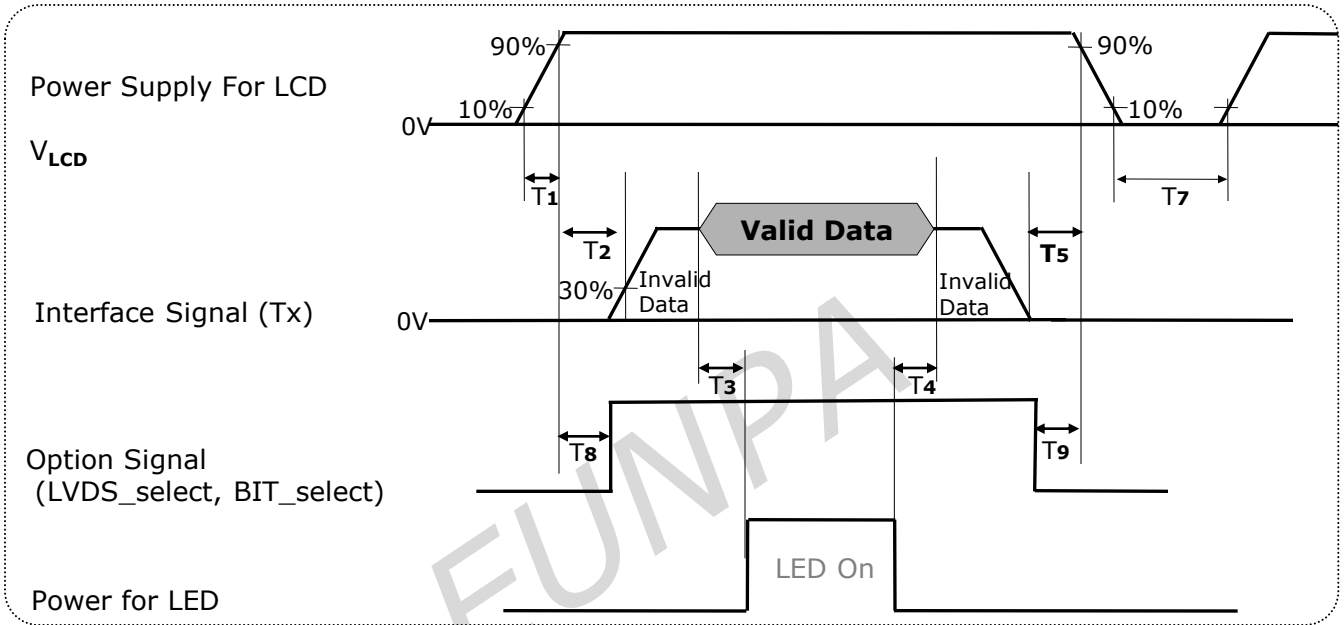 90%
90%
Power Supply For LCD
10%
10%
0V
VLCD
T1
T7
Valid Data
T2
T5
30%
Invalid
Data
Invalid
Data
Interface Signal (Tx)
0V
T3
T4
T8
T9
Option Signal
(LVDS_select, BIT_select)
LED On
Power for LED
FUNPA